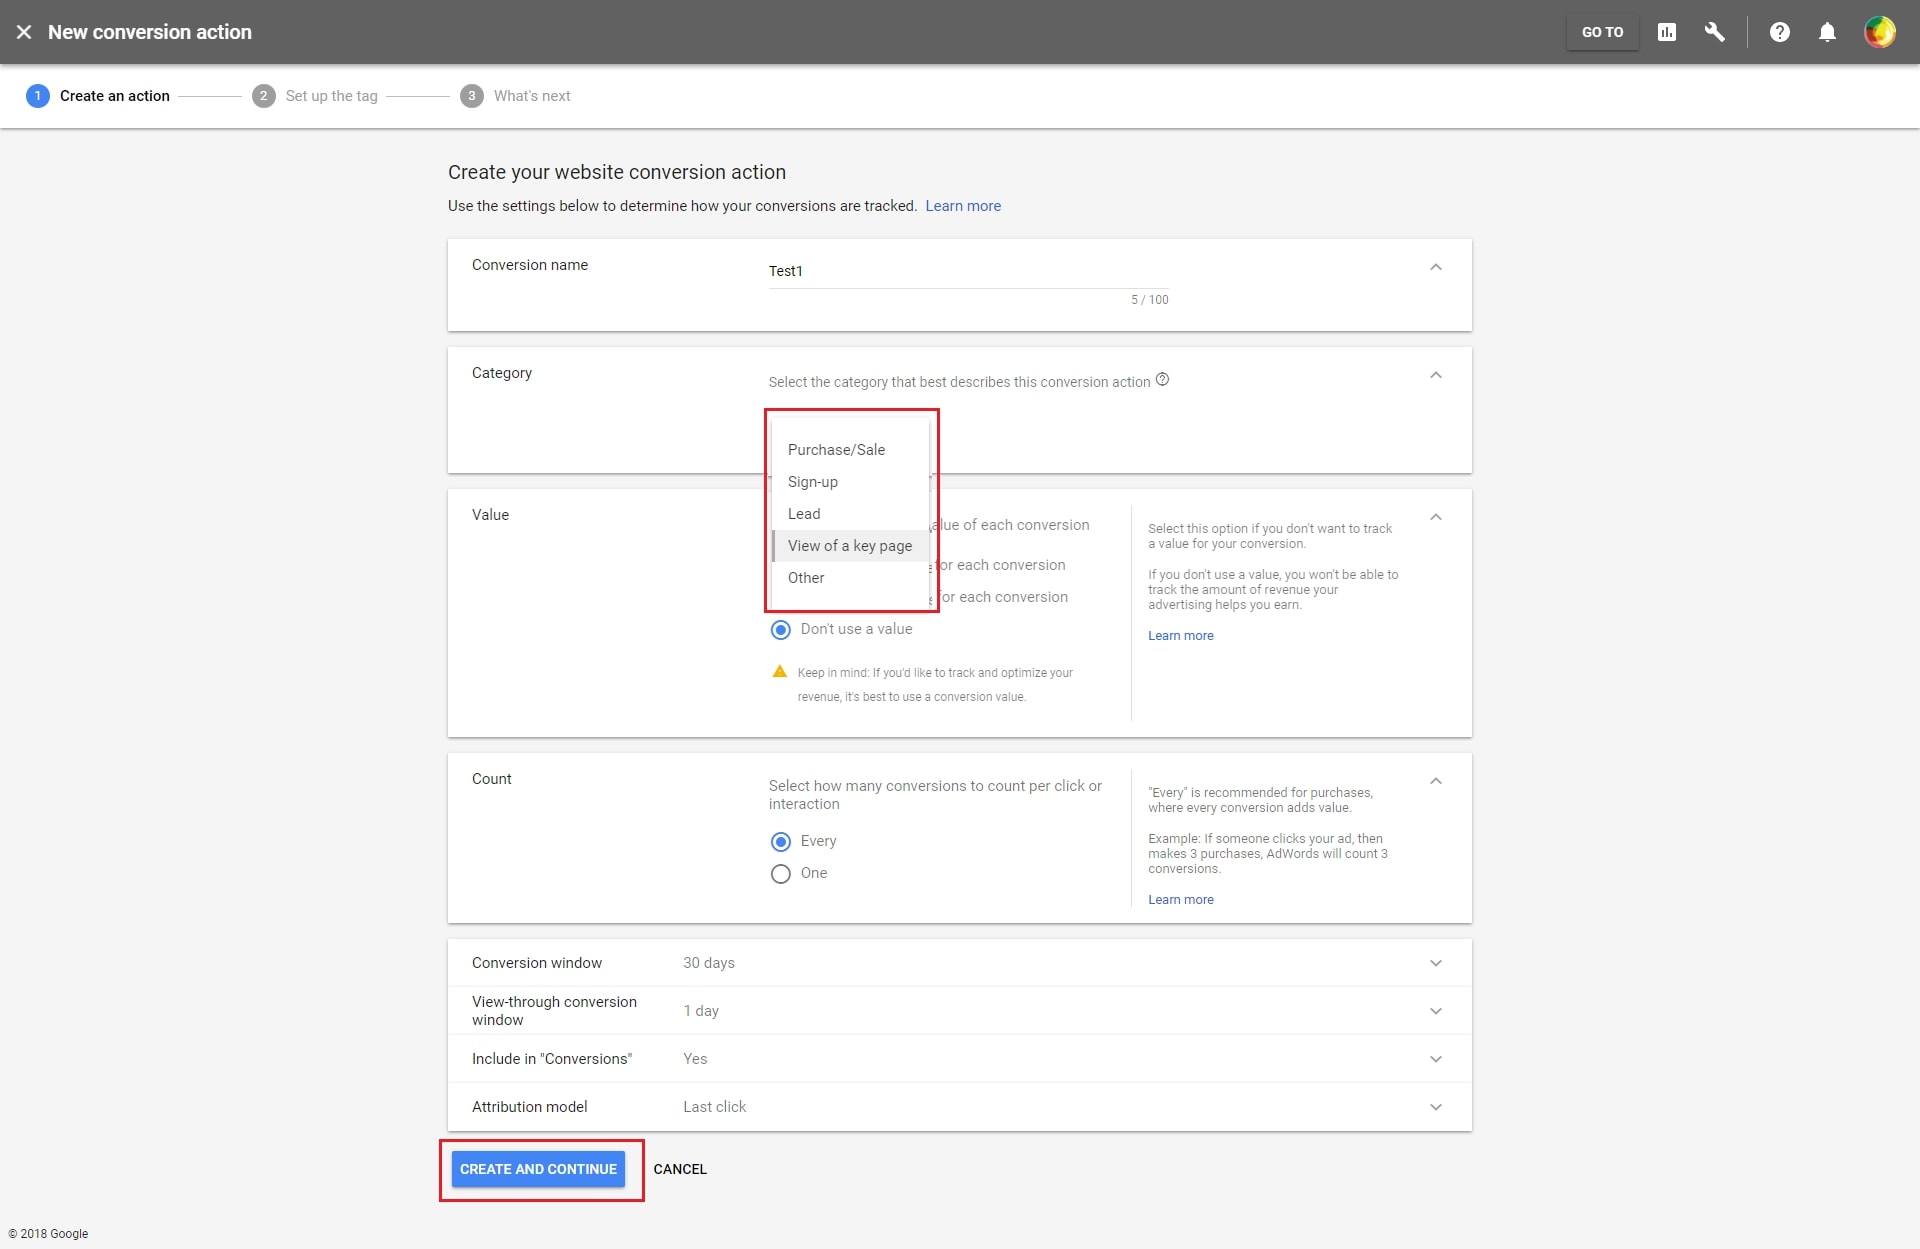 New conversion action
GO TO
1 Create an action
2 Set up the tag
3 What's next
Create your website conversion action
Use the settings below to determine how your conversions are tracked. Learn more
Conversion name
Test1
5 / 100
Category
Select the category that best describes this conversion action
Purchase/Sale
Sign-up
Lead
View of a key page
Other
Value
alue of each conversion
for each conversion
for each conversion
Don't use a value
Keep in mind: If you'd like to track and optimize your
revenue, it's best to use a conversion value.
Select this option if you don't want to track
a value for your conversion.
If you don't use a value, you won't be able to
track the amount of revenue your
advertising helps you earn.
Learn more
Count
Select how many conversions to count per click or
interaction
Every
One
"Every" is recommended for purchases,
where every conversion adds value.
Example: If someone clicks your ad, then
makes 3 purchases, AdWords will count 3
conversions.
Learn more
Conversion window 30 days
View-through conversion
window
1 day
Include in "Conversions" Yes
Attribution model Last click
CREATE AND CONTINUE CANCEL
© 2018 Google